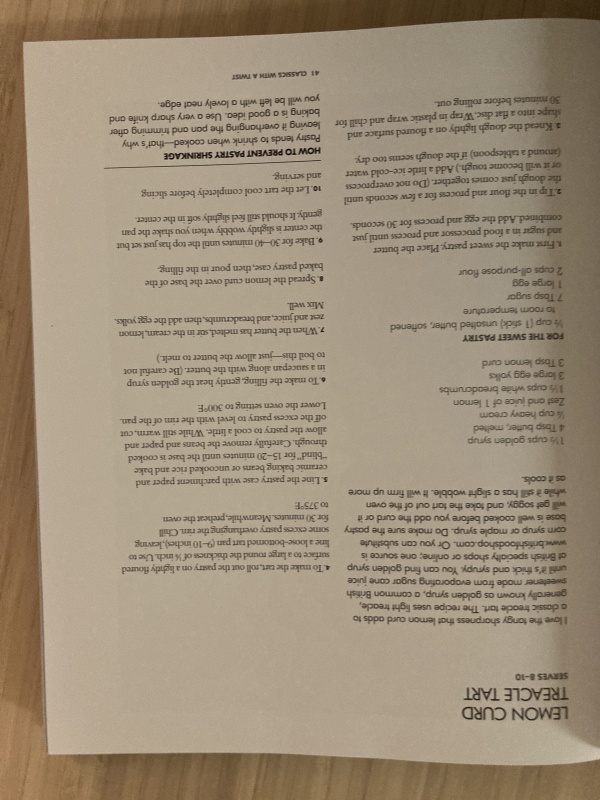 LEMON CURD
TREACLE TART
SERVES 8–10
I love the tangy sharpness that lemon curd adds to
a classic treacle tart. The recipe uses light treacle,
generally known as golden syrup, a common British
sweetener made from evaporating sugar cane juice
until it's thick and syrupy. You can find golden syrup
at British specialty shops or online; one source is
www.britishfoodshop.com. Or you can substitute
corn syrup or maple syrup. Do make sure the pastry
base is well cooked before you add the curd or it
will get soggy, and take the tart out of the oven
while it still has a slight wobble. It will firm up more
as it cools.
1½ cups golden syrup
4 Tbsp butter, melted
¼ cup heavy cream
Zest and juice of 1 lemon
1½ cups white breadcrumbs
3 large egg yolks
3 Tbsp lemon curd
FOR THE SWEET PASTRY
½ cup (1 stick) unsalted butter, softened
to room temperature
7 Tbsp sugar
1 large egg
2 cups all-purpose flour
1. First make the sweet pastry. Place the butter
and sugar in a food processor and process until just
combined. Add the egg and process for 30 seconds.
2. Tip in the flour and process for a few seconds until
the dough just comes together. (Do not overprocess
or it will become tough.) Add a little ice-cold water
(around a tablespoon) if the dough seems too dry.
3. Knead the dough lightly on a floured surface and
shape into a flat disc. Wrap in plastic wrap and chill for
30 minutes before rolling out.
4. To make the tart, roll out the pastry on a lightly floured
surface to a large round the thickness of ⅛ inch. Use to
line a loose-bottomed tart pan (9–10 inches), leaving
some excess pastry overhanging the rim. Chill
for 30 minutes. Meanwhile, preheat the oven
to 375°F.
5. Line the pastry case with parchment paper and
ceramic baking beans or uncooked rice and bake
"blind" for 15–20 minutes until the base is cooked
through. Carefully remove the beans and paper and
allow the pastry to cool a little. While still warm, cut
off the excess pastry to level with the rim of the pan.
Lower the oven setting to 300°F.
6. To make the filling, gently heat the golden syrup
in a saucepan along with the butter. (Be careful not
to boil this—just allow the butter to melt.)
7. When the butter has melted, stir in the cream, lemon
zest and juice, and breadcrumbs, then add the egg yolks.
Mix well.
8. Spread the lemon curd over the base of the
baked pastry case, then pour in the filling.
9. Bake for 30–40 minutes until the top has just set but
the center is slightly wobbly when you shake the pan
gently. It should still feel slightly soft in the center.
10. Let the tart cool completely before slicing
and serving.
HOW TO PREVENT PASTRY SHRINKAGE
Pastry tends to shrink when cooked—that's why
leaving it overhanging the pan and trimming after
baking is a good idea. Use a very sharp knife and
you will be left with a lovely neat edge.
41 CLASSICS WITH A TWIST